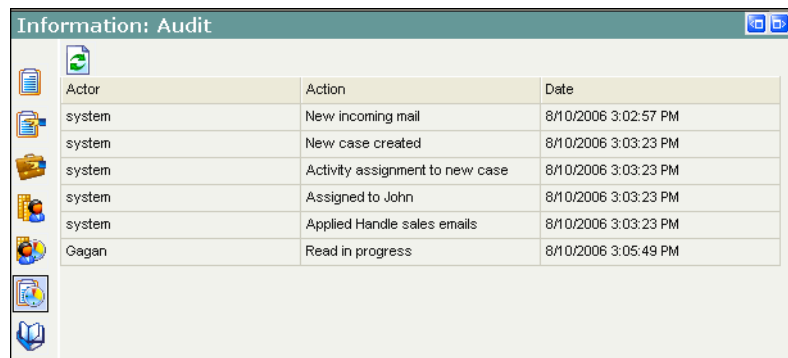 Information: Audit
Actor Action Date
system New incoming mail 8/10/2006 3:02:57 PM
system New case created 8/10/2006 3:03:23 PM
system Activity assignment to new case 8/10/2006 3:03:23 PM
system Assigned to John 8/10/2006 3:03:23 PM
system Applied Handle sales emails 8/10/2006 3:03:23 PM
Gagan Read in progress 8/10/2006 3:05:49 PM